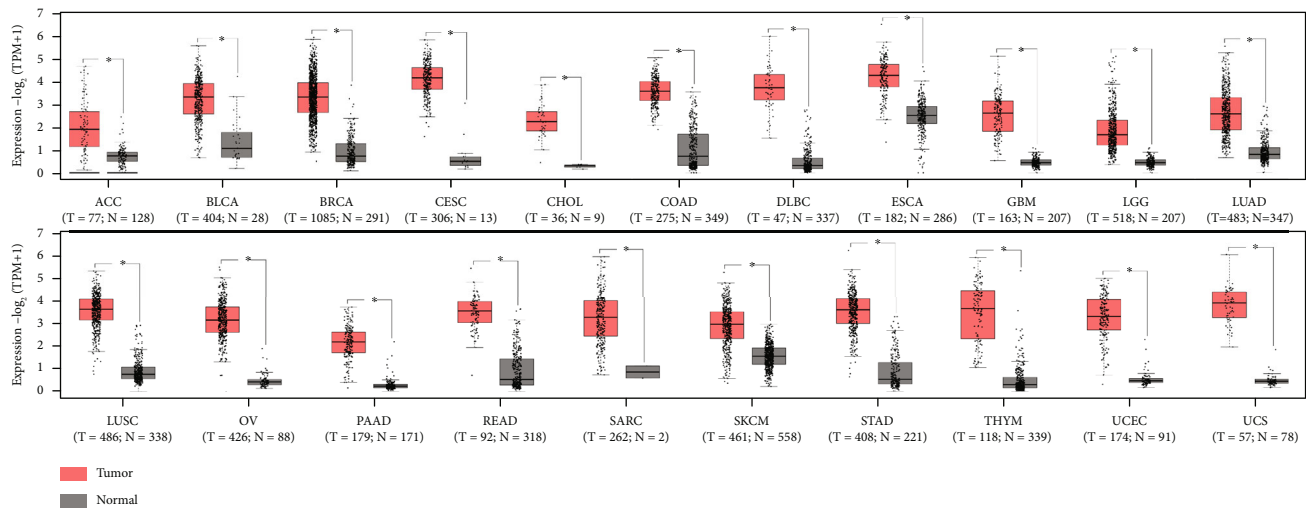 7
6
5
4
3
2
1
0
Expression −log2 (TPM+1)
* * * * * * * * * * *
ACC BLCA BRCA CESC CHOL COAD DLBC ESCA GBM LGG LUAD
(T = 77; N = 128) (T = 404; N = 28) (T = 1085; N = 291) (T = 306; N = 13) (T = 36; N = 9) (T = 275; N = 349) (T = 47; N = 337) (T = 182; N = 286) (T = 163; N = 207) (T = 518; N = 207) (T=483; N=347)
7
6
5
4
3
2
1
0
Expression −log2 (TPM+1)
* * * * * * * * * *
LUSC OV PAAD READ SARC SKCM STAD THYM UCEC UCS
(T = 486; N = 338) (T = 426; N = 88) (T = 179; N = 171) (T = 92; N = 318) (T = 262; N = 2) (T = 461; N = 558) (T = 408; N = 221) (T = 118; N = 339) (T = 174; N = 91) (T = 57; N = 78)
Tumor
Normal